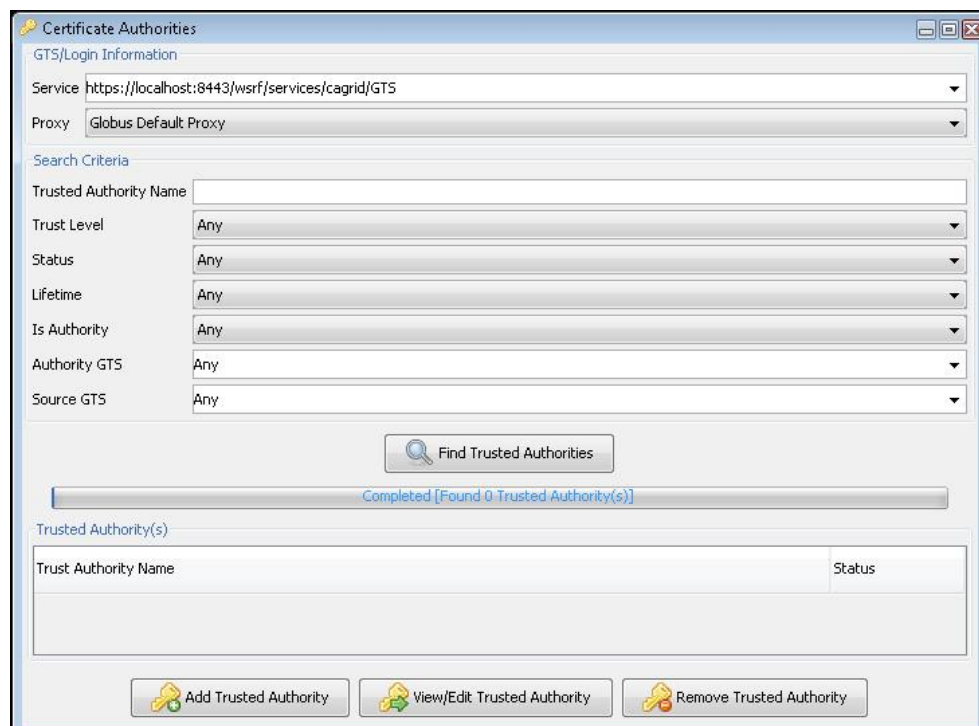 Certificate Authorities
GTS/Login Information
Service https://localhost:8443/wsrf/services/cagrid/GTS
Proxy Globus Default Proxy
Search Criteria
Trusted Authority Name
Trust Level Any
Status Any
Lifetime Any
Is Authority Any
Authority GTS Any
Source GTS Any
Find Trusted Authorities
Completed [Found 0 Trusted Authority(s)]
Trusted Authority(s)
Trust Authority Name Status
Add Trusted Authority View/Edit Trusted Authority Remove Trusted Authority